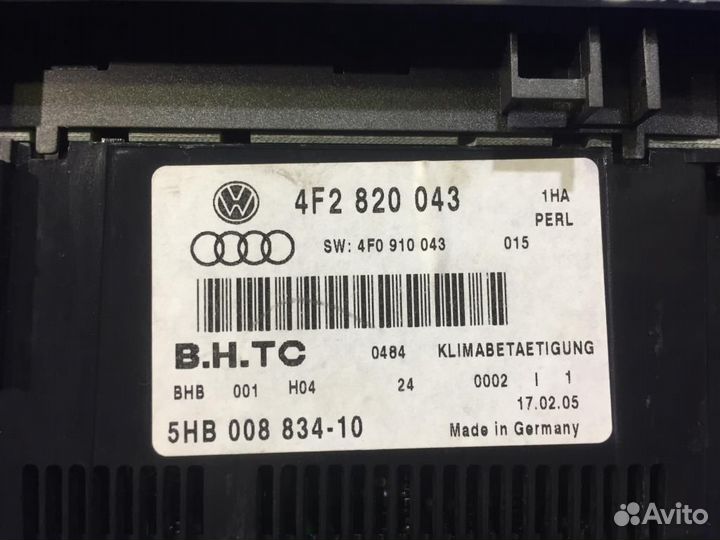 4F2 820 043 1HA
PERL
SW: 4F0 910 043 015
B.H.TC 0484 KLIMABETAETIGUNG
BHB 001 H04 24 0002 I 1
17.02.05
5HB 008 834-10 Made in Germany
Avito